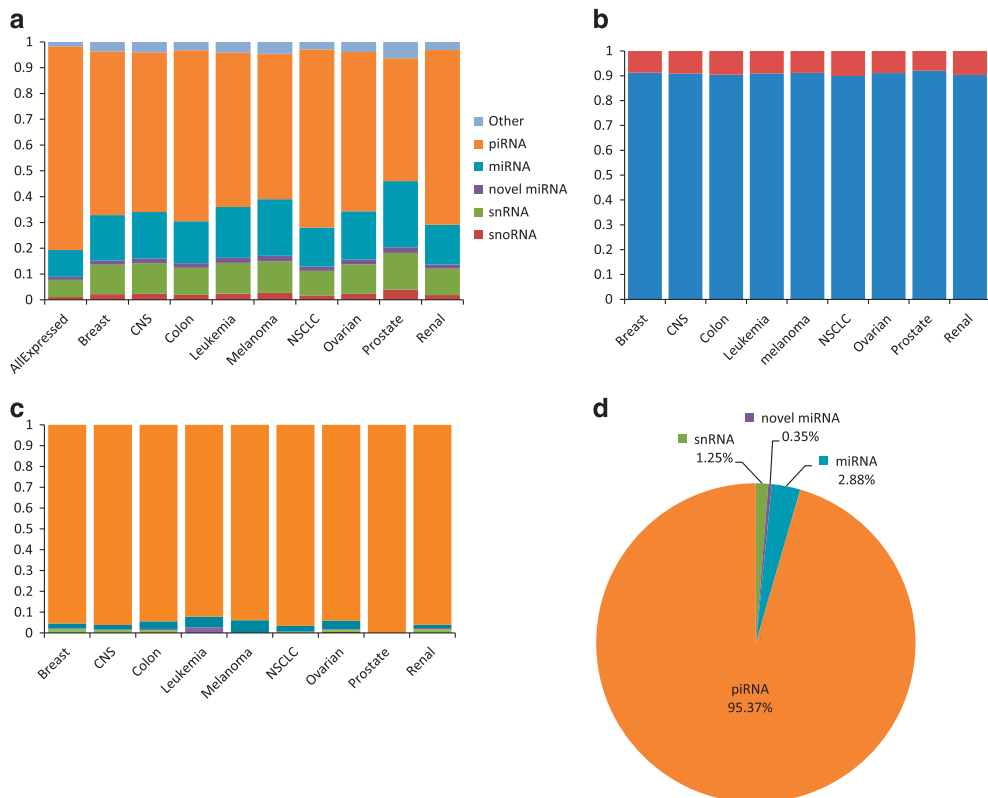 a
1
0.9
0.8
0.7
0.6
0.5
0.4
0.3
0.2
0.1
0
AllExpressed
Breast
CNS
Colon
Leukemia
Melanoma
NSCLC
Ovarian
Prostate
Renal
Other
piRNA
miRNA
novel miRNA
snRNA
snoRNA
b
1
0.9
0.8
0.7
0.6
0.5
0.4
0.3
0.2
0.1
0
Breast
CNS
Colon
Leukemia
melanoma
NSCLC
Ovarian
Prostate
Renal
c
1
0.9
0.8
0.7
0.6
0.5
0.4
0.3
0.2
0.1
0
Breast
CNS
Colon
Leukemia
Melanoma
NSCLC
Ovarian
Prostate
Renal
d
novel miRNA
0.35%
snRNA
1.25%
miRNA
2.88%
piRNA
95.37%